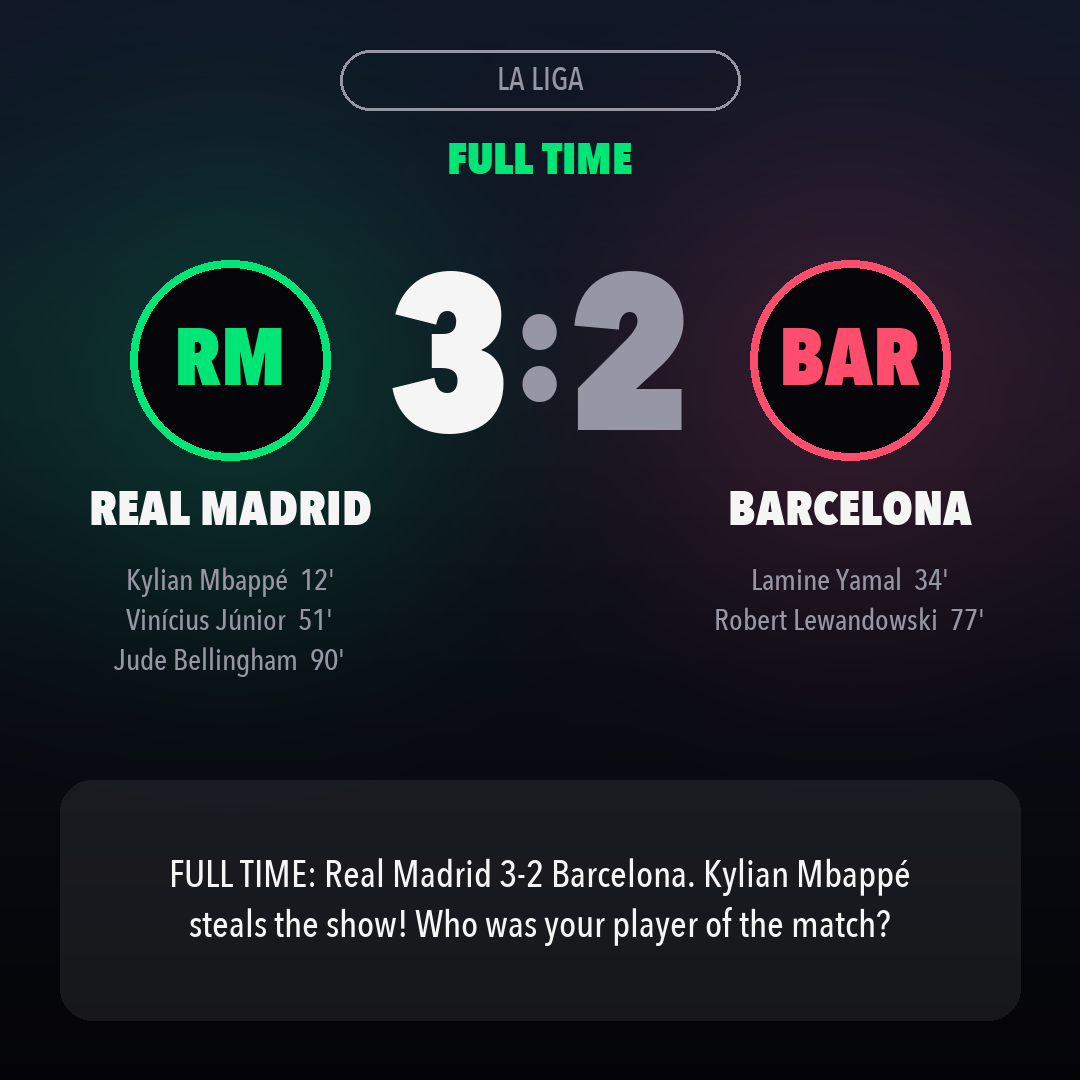 LA LIGA
FULL TIME
RM
3:2
BAR
REAL MADRID
BARCELONA
Kylian Mbappé 12'
Vinícius Júnior 51'
Jude Bellingham 90'
Lamine Yamal 34'
Robert Lewandowski 77'
FULL TIME: Real Madrid 3-2 Barcelona. Kylian Mbappé
steals the show! Who was your player of the match?